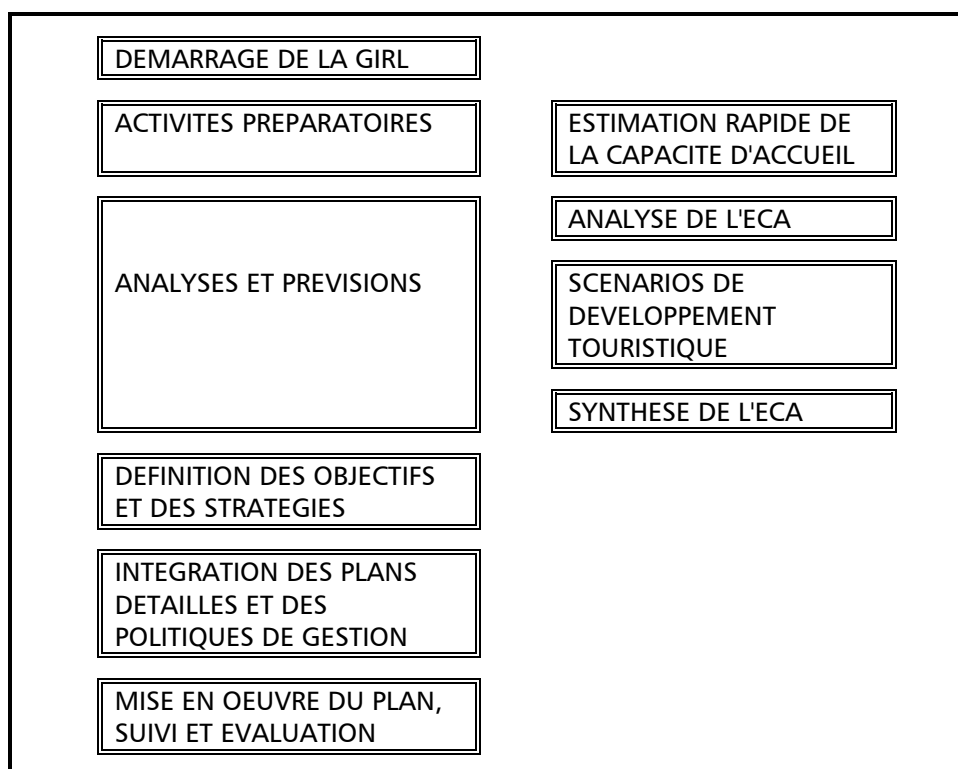 DEMARRAGE DE LA GIRL
ACTIVITES PREPARATOIRES
ESTIMATION RAPIDE DE
LA CAPACITE D'ACCUEIL
ANALYSES ET PREVISIONS
ANALYSE DE L'ECA
SCENARIOS DE
DEVELOPPEMENT
TOURISTIQUE
SYNTHESE DE L'ECA
DEFINITION DES OBJECTIFS
ET DES STRATEGIES
INTEGRATION DES PLANS
DETAILLES ET DES
POLITIQUES DE GESTION
MISE EN OEUVRE DU PLAN,
SUIVI ET EVALUATION